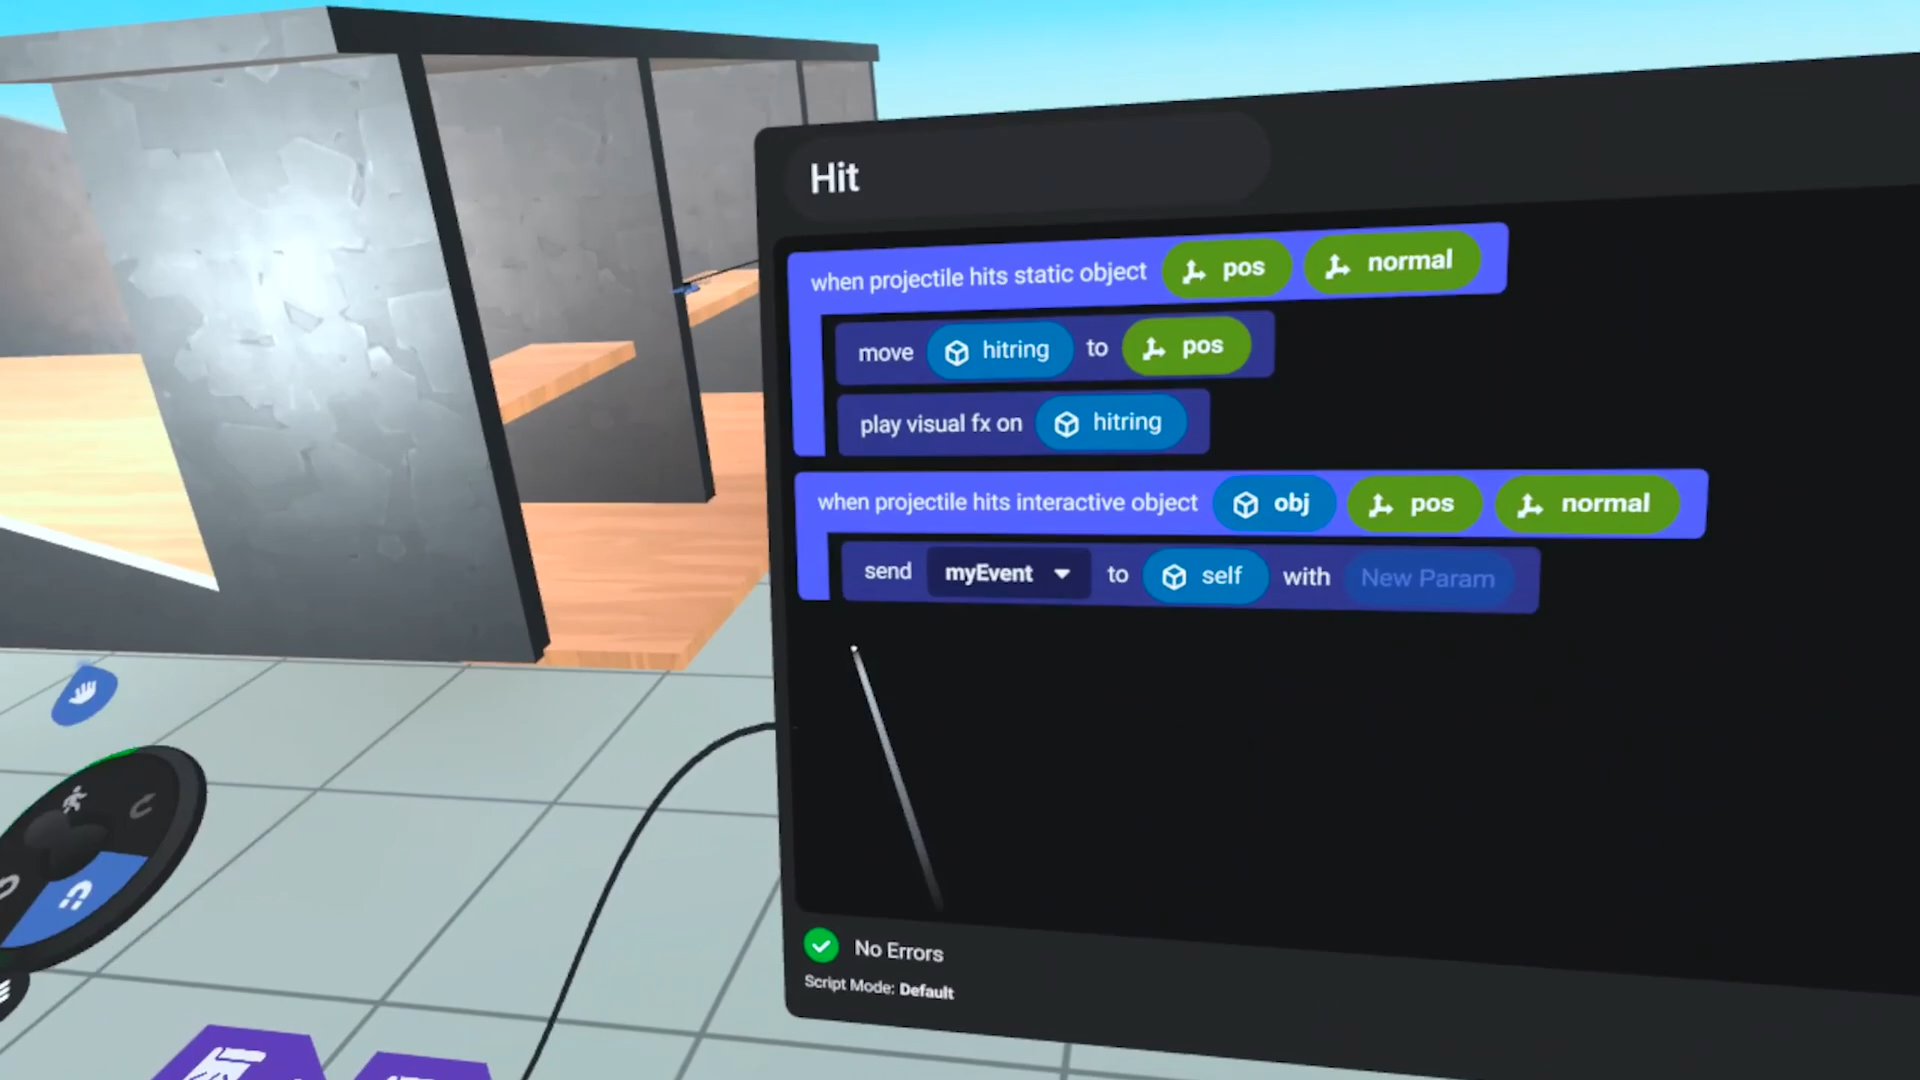 Hit
when projectile hits static object pos normal
move hitring to pos
play visual fx on hitring
when projectile hits interactive object obj pos normal
send myEvent to self with New Param
No Errors
Script Mode: Default